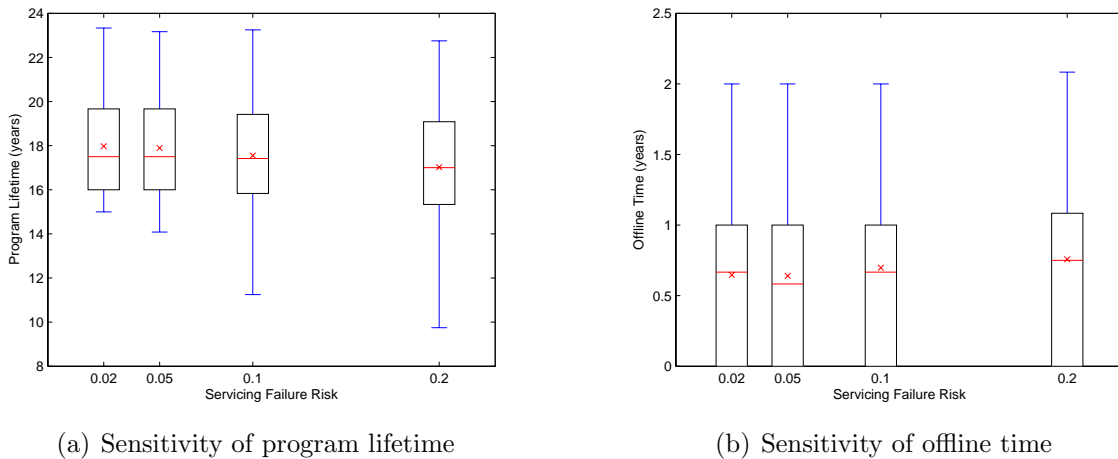 24
22
20
18
16
14
12
10
8
Program Lifetime (years)
0.02 0.05 0.1 0.2
Servicing Failure Risk
(a) Sensitivity of program lifetime
2.5
2
1.5
1
0.5
0
Offline Time (years)
0.02 0.05 0.1 0.2
Servicing Failure Risk
(b) Sensitivity of offline time